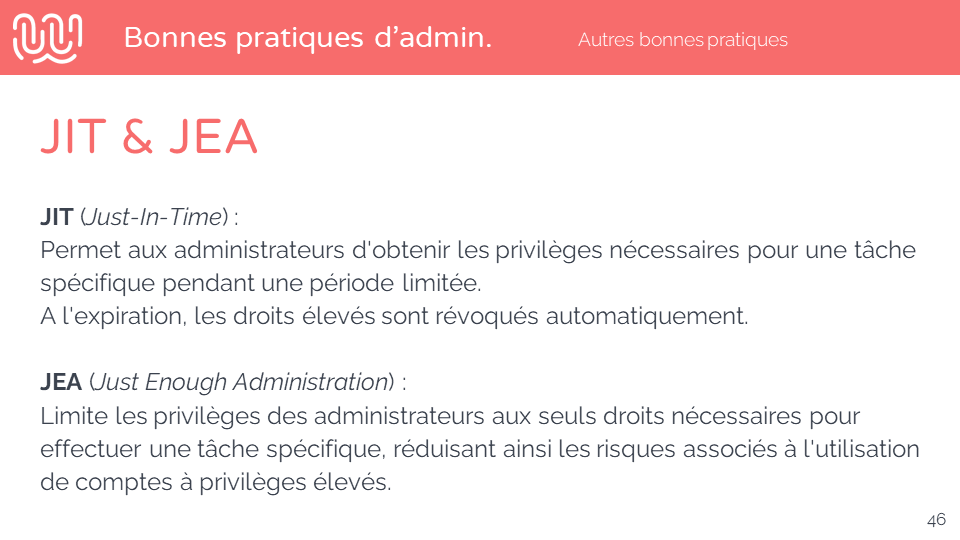 Bonnes pratiques d’admin.
Autres bonnes pratiques
JIT & JEA
JIT (Just-In-Time) :
Permet aux administrateurs d'obtenir les privilèges nécessaires pour une tâche
spécifique pendant une période limitée.
A l'expiration, les droits élevés sont révoqués automatiquement.
JEA (Just Enough Administration) :
Limite les privilèges des administrateurs aux seuls droits nécessaires pour
effectuer une tâche spécifique, réduisant ainsi les risques associés à l'utilisation
de comptes à privilèges élevés.
46